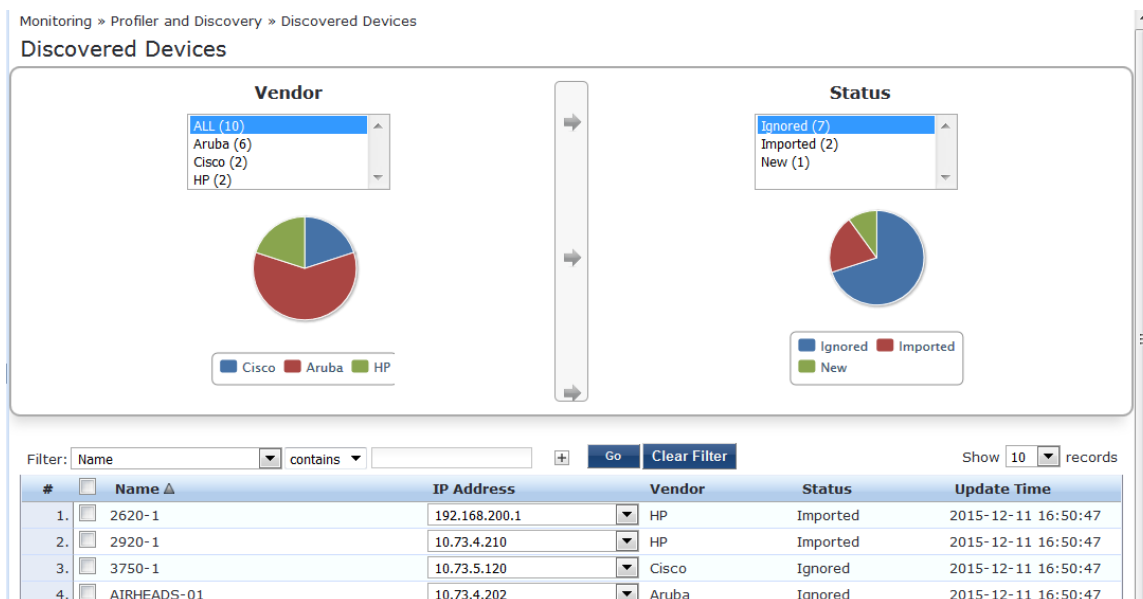 Monitoring » Profiler and Discovery » Discovered Devices
Discovered Devices
Vendor
ALL (10)
Aruba (6)
Cisco (2)
HP (2)
Cisco Aruba HP
Status
Ignored (7)
Imported (2)
New (1)
Ignored Imported
New
Filter: Name contains + Go Clear Filter Show 10 records
# Name IP Address Vendor Status Update Time
1. 2620-1 192.168.200.1 HP Imported 2015-12-11 16:50:47
2. 2920-1 10.73.4.210 HP Imported 2015-12-11 16:50:47
3. 3750-1 10.73.5.120 Cisco Ignored 2015-12-11 16:50:47
4. AIRHEADS-01 10.73.4.202 Aruba Ignored 2015-12-11 16:50:47